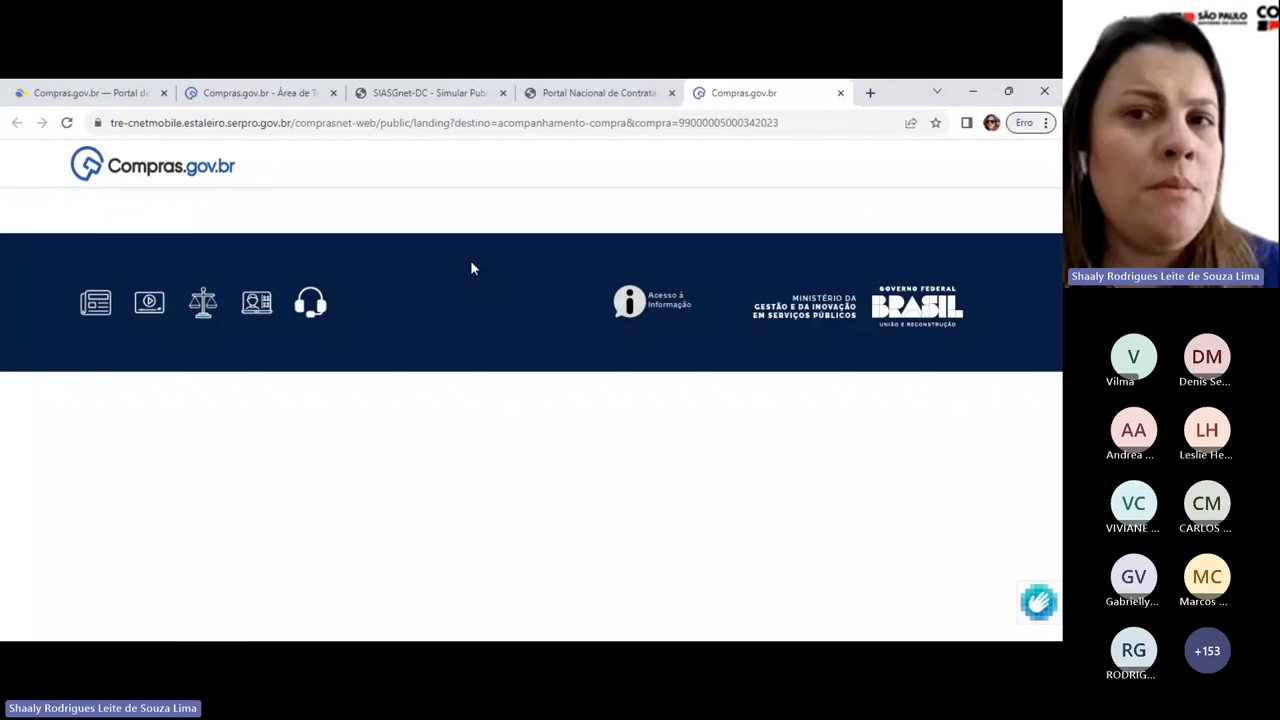 SÃO PAULO
CO
Compras.gov.br — Portal de
Compras.gov.br - Área de Tr
SIASGnet-DC - Simular Pub
Portal Nacional de Contrata
Compras.gov.br
tre-cnetmobile.estaleiro.serpro.gov.br/comprasnet-web/public/landing?destino=acompanhamento-compra&compra=99000005000342023
Erro
Compras.gov.br
Acesso à
Informação
MINISTÉRIO DA
GESTÃO E DA INOVAÇÃO
EM SERVIÇOS PÚBLICOS
GOVERNO FEDERAL
BRASIL
UNIÃO E RECONSTRUÇÃO
Shaaly Rodrigues Leite de Souza Lima
V
Vilma
DM
Denis Se...
AA
Andrea ...
LH
Leslie He...
VC
VIVIANE ...
CM
CARLOS ...
GV
Gabrielly...
MC
Marcos ...
RG
RODRIG...
+153
Shaaly Rodrigues Leite de Souza Lima